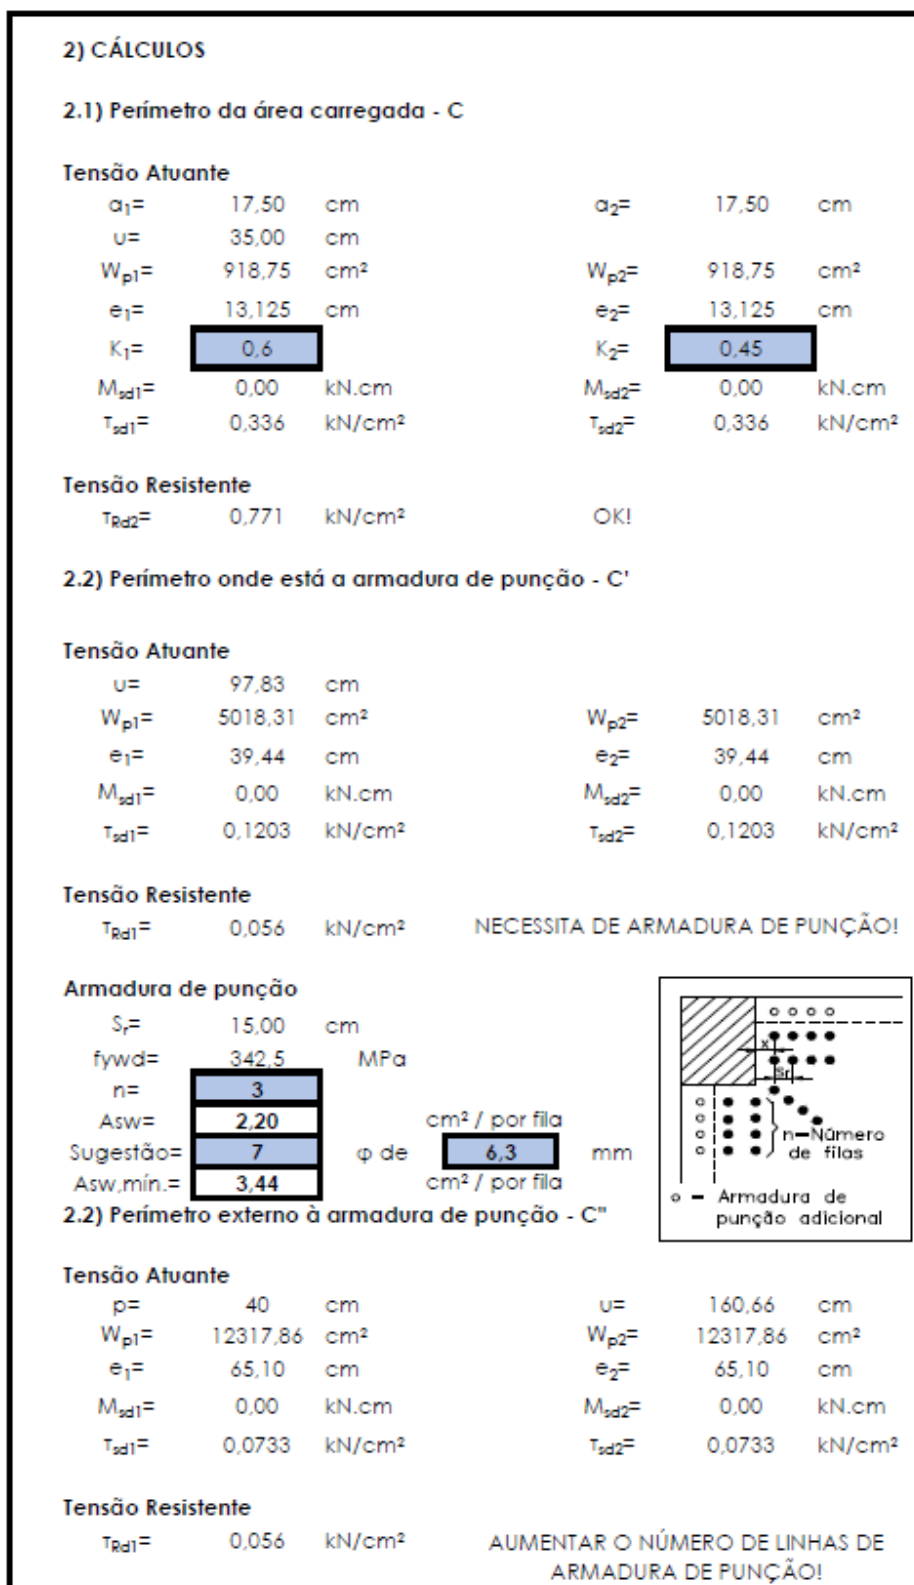 2) CÁLCULOS
2.1) Perímetro da área carregada - C
Tensão Atuante
a₁= 17,50 cm a₂= 17,50 cm
u= 35,00 cm
Wp1= 918,75 cm² Wp2= 918,75 cm²
e₁= 13,125 cm e₂= 13,125 cm
K₁= 0,6 K₂= 0,45
Msd1= 0,00 kN.cm Msd2= 0,00 kN.cm
τsd1= 0,336 kN/cm² τsd2= 0,336 kN/cm²
Tensão Resistente
τRd2= 0,771 kN/cm² OK!
2.2) Perímetro onde está a armadura de punção - C'
Tensão Atuante
u= 97,83 cm
Wp1= 5018,31 cm² Wp2= 5018,31 cm²
e₁= 39,44 cm e₂= 39,44 cm
Msd1= 0,00 kN.cm Msd2= 0,00 kN.cm
τsd1= 0,1203 kN/cm² τsd2= 0,1203 kN/cm²
Tensão Resistente
τRd1= 0,056 kN/cm² NECESSITA DE ARMADURA DE PUNÇÃO!
Armadura de punção
Sr= 15,00 cm
fywd= 342,5 MPa
n= 3
Asw= 2,20 cm² / por fila
Sugestão= 7 φ de 6,3 mm
Asw,mín.= 3,44 cm² / por fila
x
Sr
n–Número
de filas
o – Armadura de
punção adicional
2.2) Perímetro externo à armadura de punção - C"
Tensão Atuante
p= 40 cm u= 160,66 cm
Wp1= 12317,86 cm² Wp2= 12317,86 cm²
e₁= 65,10 cm e₂= 65,10 cm
Msd1= 0,00 kN.cm Msd2= 0,00 kN.cm
τsd1= 0,0733 kN/cm² τsd2= 0,0733 kN/cm²
Tensão Resistente
τRd1= 0,056 kN/cm² AUMENTAR O NÚMERO DE LINHAS DE
ARMADURA DE PUNÇÃO!